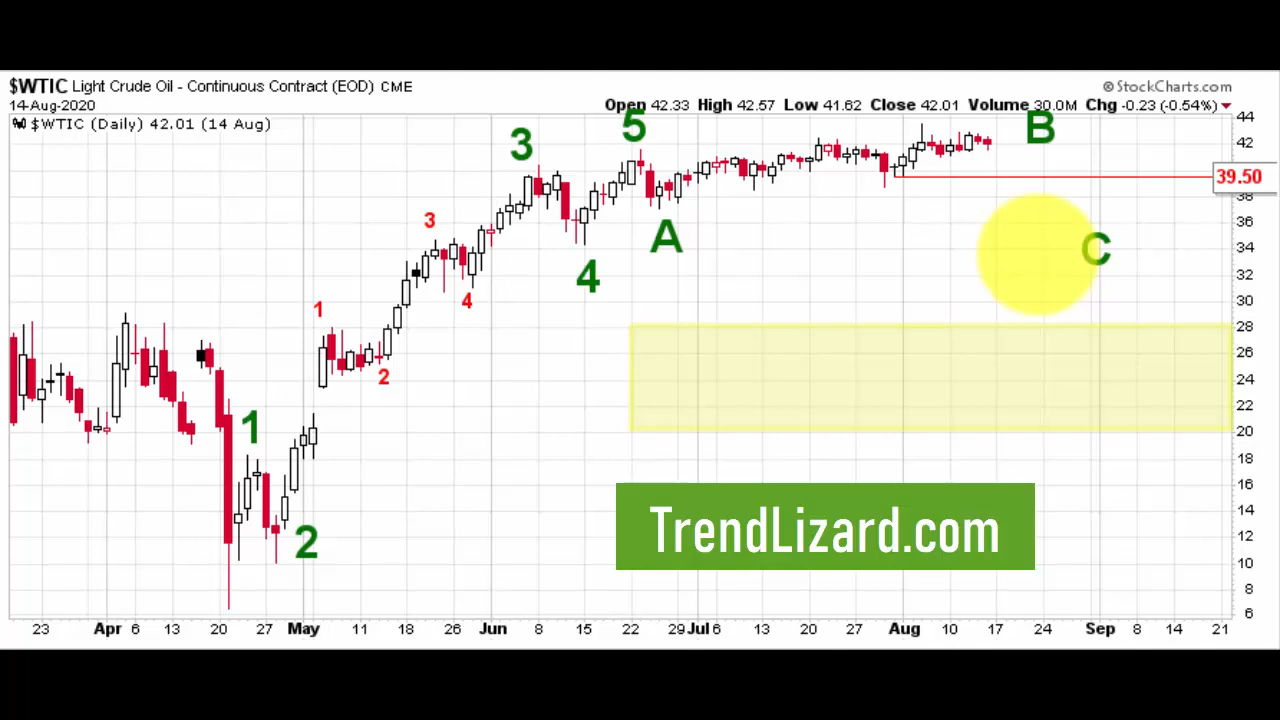 $WTIC Light Crude Oil - Continuous Contract (EOD) CME
© StockCharts.com
14-Aug-2020
Open 42.33 High 42.57 Low 41.62 Close 42.01 Volume 30.0M Chg -0.23 (-0.54%)
$WTIC (Daily) 42.01 (14 Aug)
44
42
39.50
38
36
34
32
30
28
26
24
22
20
18
16
14
12
10
8
6
B
5
3
A
C
4
3
4
1
2
1
2
TrendLizard.com
23 Apr 6 13 20 27 May 11 18 26 Jun 8 15 22 29 Jul 6 13 20 27 Aug 10 17 24 Sep 8 14 21